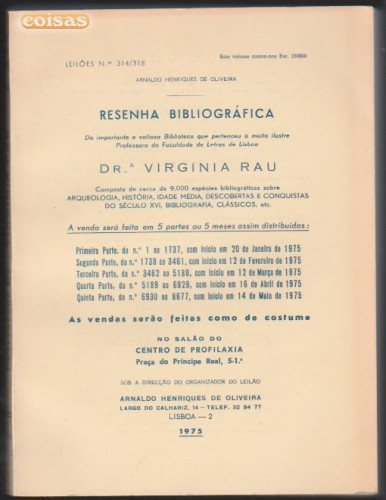 coisas
LEILÕES N.os 314/318
Este volume custou-nos Esc.
ARNALDO HENRIQUES DE OLIVEIRA
RESENHA BIBLIOGRÁFICA
Da importante e valiosa Biblioteca que pertenceu à muito ilustre
Professora da Faculdade de Letras de Lisboa
DR.ª VIRGÍNIA RAU
Composta de cerca de 9.000 espécies bibliográficas sobre
ARQUEOLOGIA, HISTÓRIA, IDADE MÉDIA, DESCOBERTAS E CONQUISTAS
DO SÉCULO XVI, BIBLIOGRAFIA, CLÁSSICOS, etc.
A venda será feita em 5 partes ou 5 meses assim distribuídos:
Primeira Parte, do n.º 1 ao 1737, com início em 20 de Janeiro de 1975
Segunda Parte, do n.º 1738 ao 3461, com início em 12 de Fevereiro de 1975
Terceira Parte, do n.º 3462 ao 5188, com início em 12 de Março de 1975
Quarta Parte, do n.º 5189 ao 6929, com início em 16 de Abril de 1975
Quinta Parte, do n.º 6930 ao 8677, com início em 14 de Maio de 1975
As vendas serão feitas como de costume
NO SALÃO DO
CENTRO DE PROFILAXIA
Praça do Príncipe Real, 5-1.º
SOB A DIRECÇÃO DO ORGANIZADOR DO LEILÃO
ARNALDO HENRIQUES DE OLIVEIRA
LARGO DO CALHARIZ, 14 — TELEF. 32 84 77
LISBOA — 2
1975